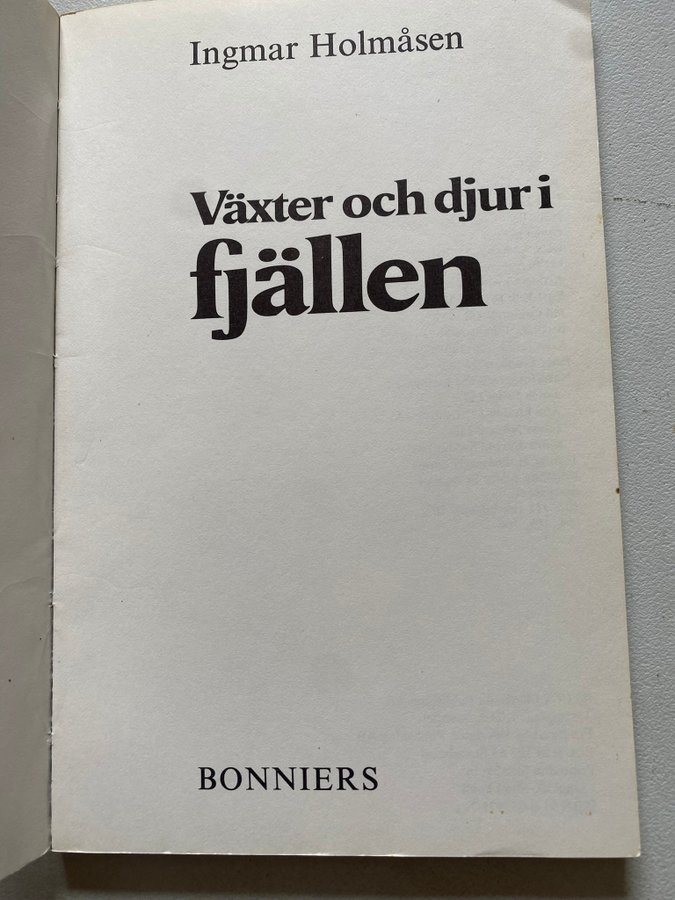 Ingmar Holmåsen
Växter och djur i
fjällen
BONNIERS